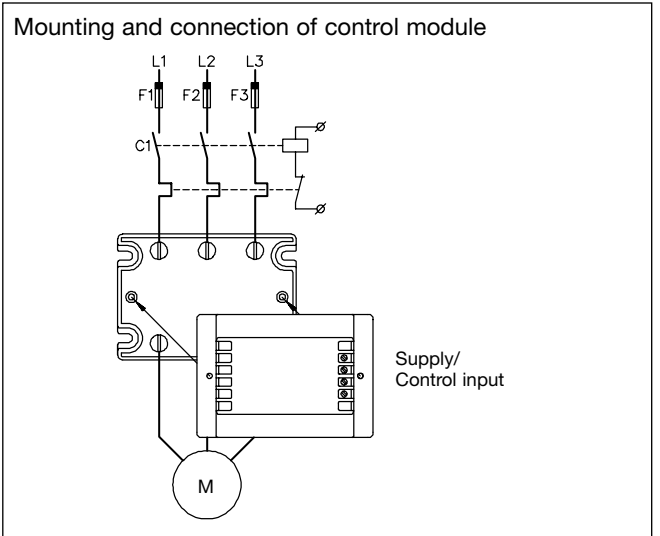 Mounting and connection of control module
L1 L2 L3
F1 F2 F3
C1
Supply/
Control input
M